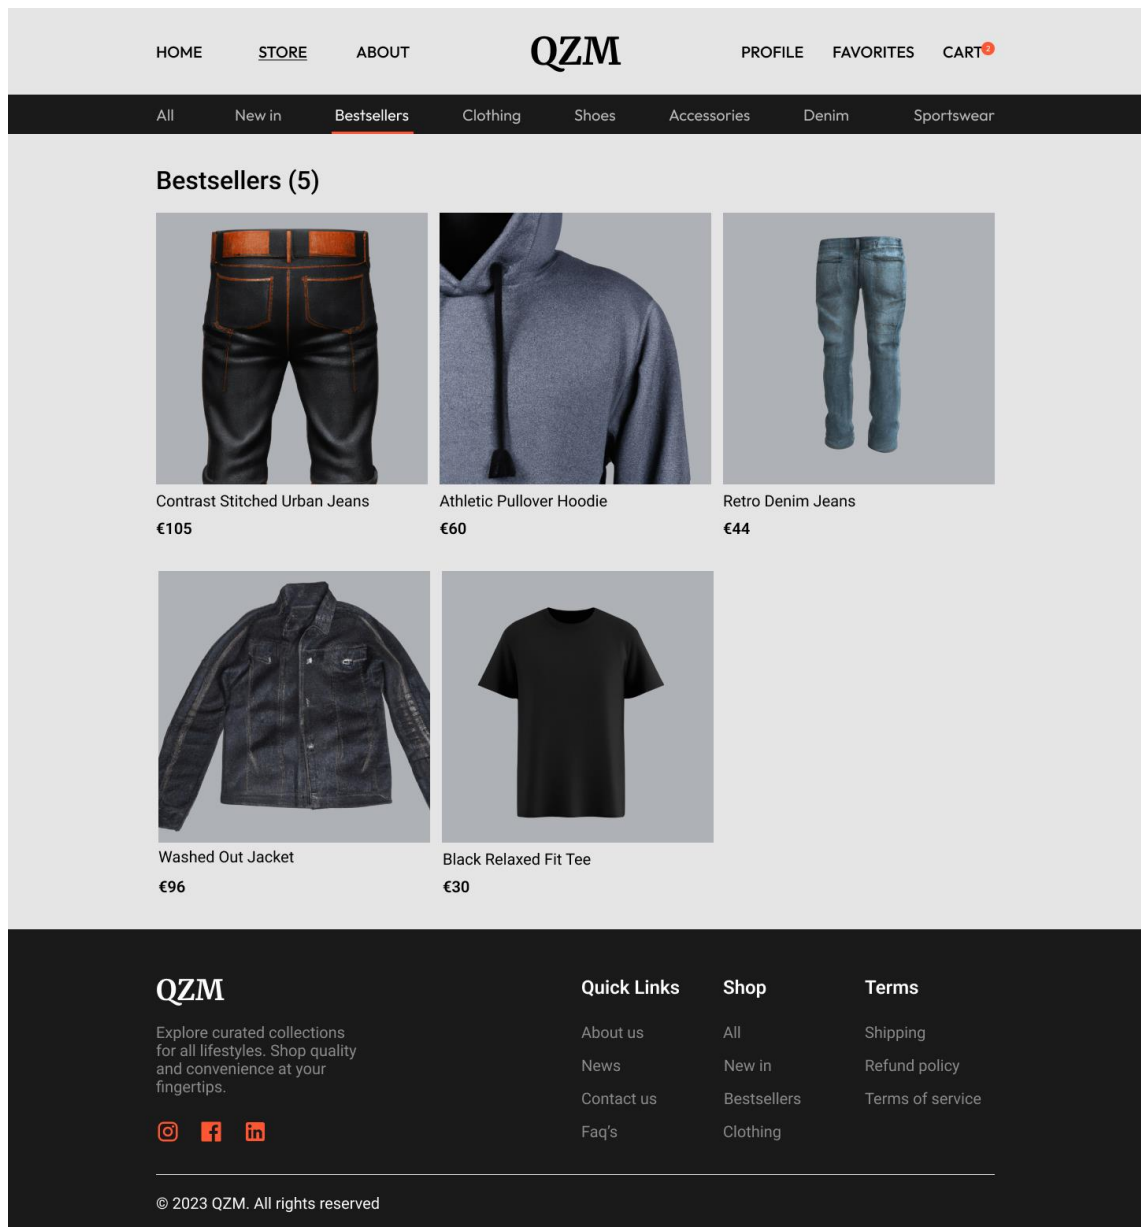 HOME STORE ABOUT QZM PROFILE FAVORITES CART 2
All New in Bestsellers Clothing Shoes Accessories Denim Sportswear
Bestsellers (5)
Contrast Stitched Urban Jeans Athletic Pullover Hoodie Retro Denim Jeans
€105 €60 €44
Washed Out Jacket Black Relaxed Fit Tee
€96 €30
QZM Quick Links Shop Terms
Explore curated collections About us All Shipping
for all lifestyles. Shop quality
and convenience at your News New in Refund policy
fingertips. Contact us Bestsellers Terms of service
Faq's Clothing
© 2023 QZM. All rights reserved